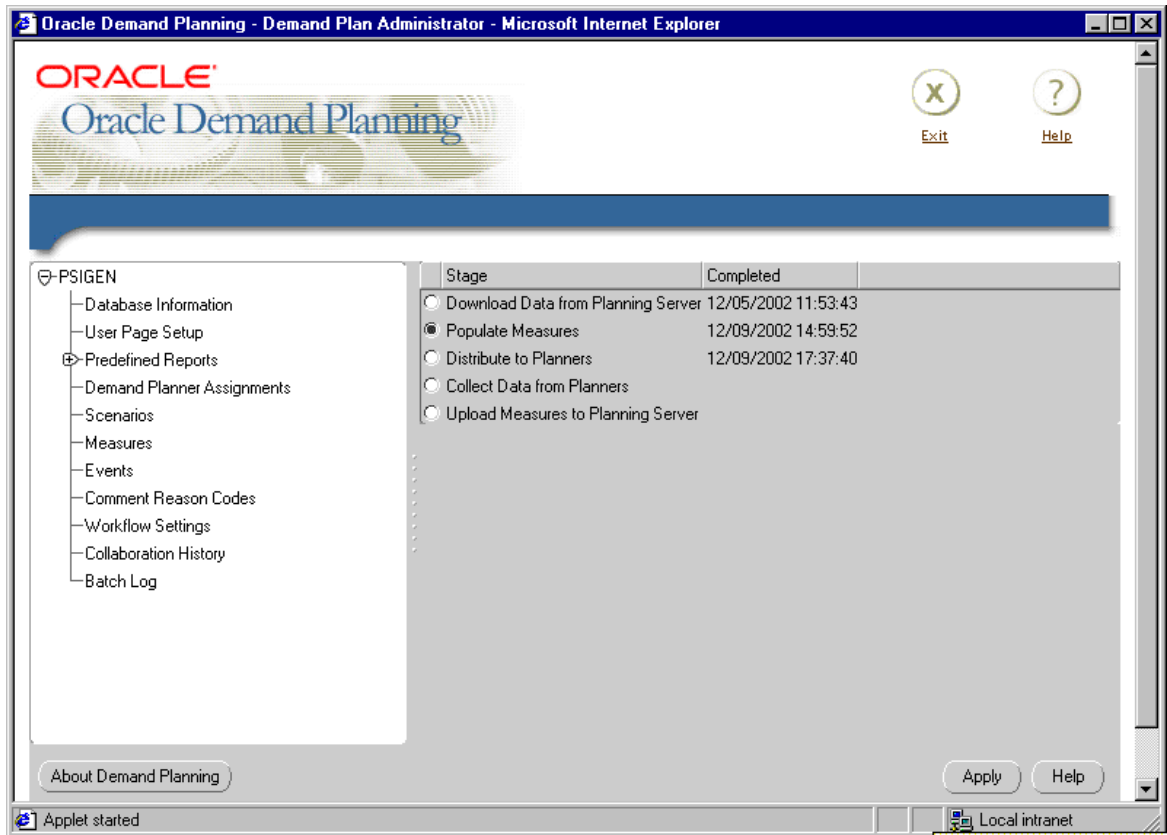 Oracle Demand Planning - Demand Plan Administrator - Microsoft Internet Explorer
ORACLE
Oracle Demand Planning
X
Exit
?
Help
PSIGEN
Database Information
User Page Setup
Predefined Reports
Demand Planner Assignments
Scenarios
Measures
Events
Comment Reason Codes
Workflow Settings
Collaboration History
Batch Log
Stage Completed
Download Data from Planning Server 12/05/2002 11:53:43
Populate Measures 12/09/2002 14:59:52
Distribute to Planners 12/09/2002 17:37:40
Collect Data from Planners
Upload Measures to Planning Server
About Demand Planning
Apply
Help
Applet started
Local intranet